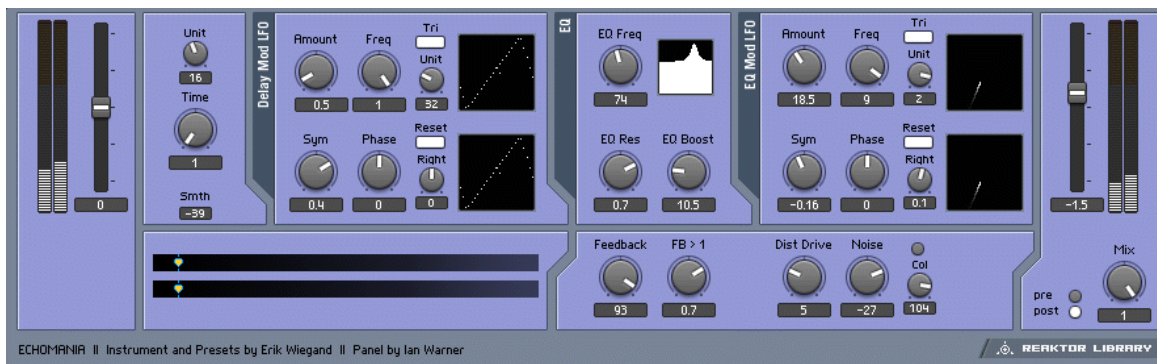 Unit
16
Time
1
Smth
-39
0
Delay Mod LFO
Amount
0.5
Freq
1
Tri
Unit
32
Sym
0.4
Phase
0
Reset
Right
0
EQ
EQ Freq
74
EQ Res
0.7
EQ Boost
10.5
EQ Mod LFO
Amount
18.5
Freq
9
Tri
Unit
2
Sym
-0.16
Phase
0
Reset
Right
0.1
-1.5
Feedback
93
FB > 1
0.7
Dist Drive
5
Noise
-27
Col
104
Mix
1
pre
post
ECHOMANIA II Instrument and Presets by Erik Wiegand II Panel by Ian Warner
REAKTOR LIBRARY